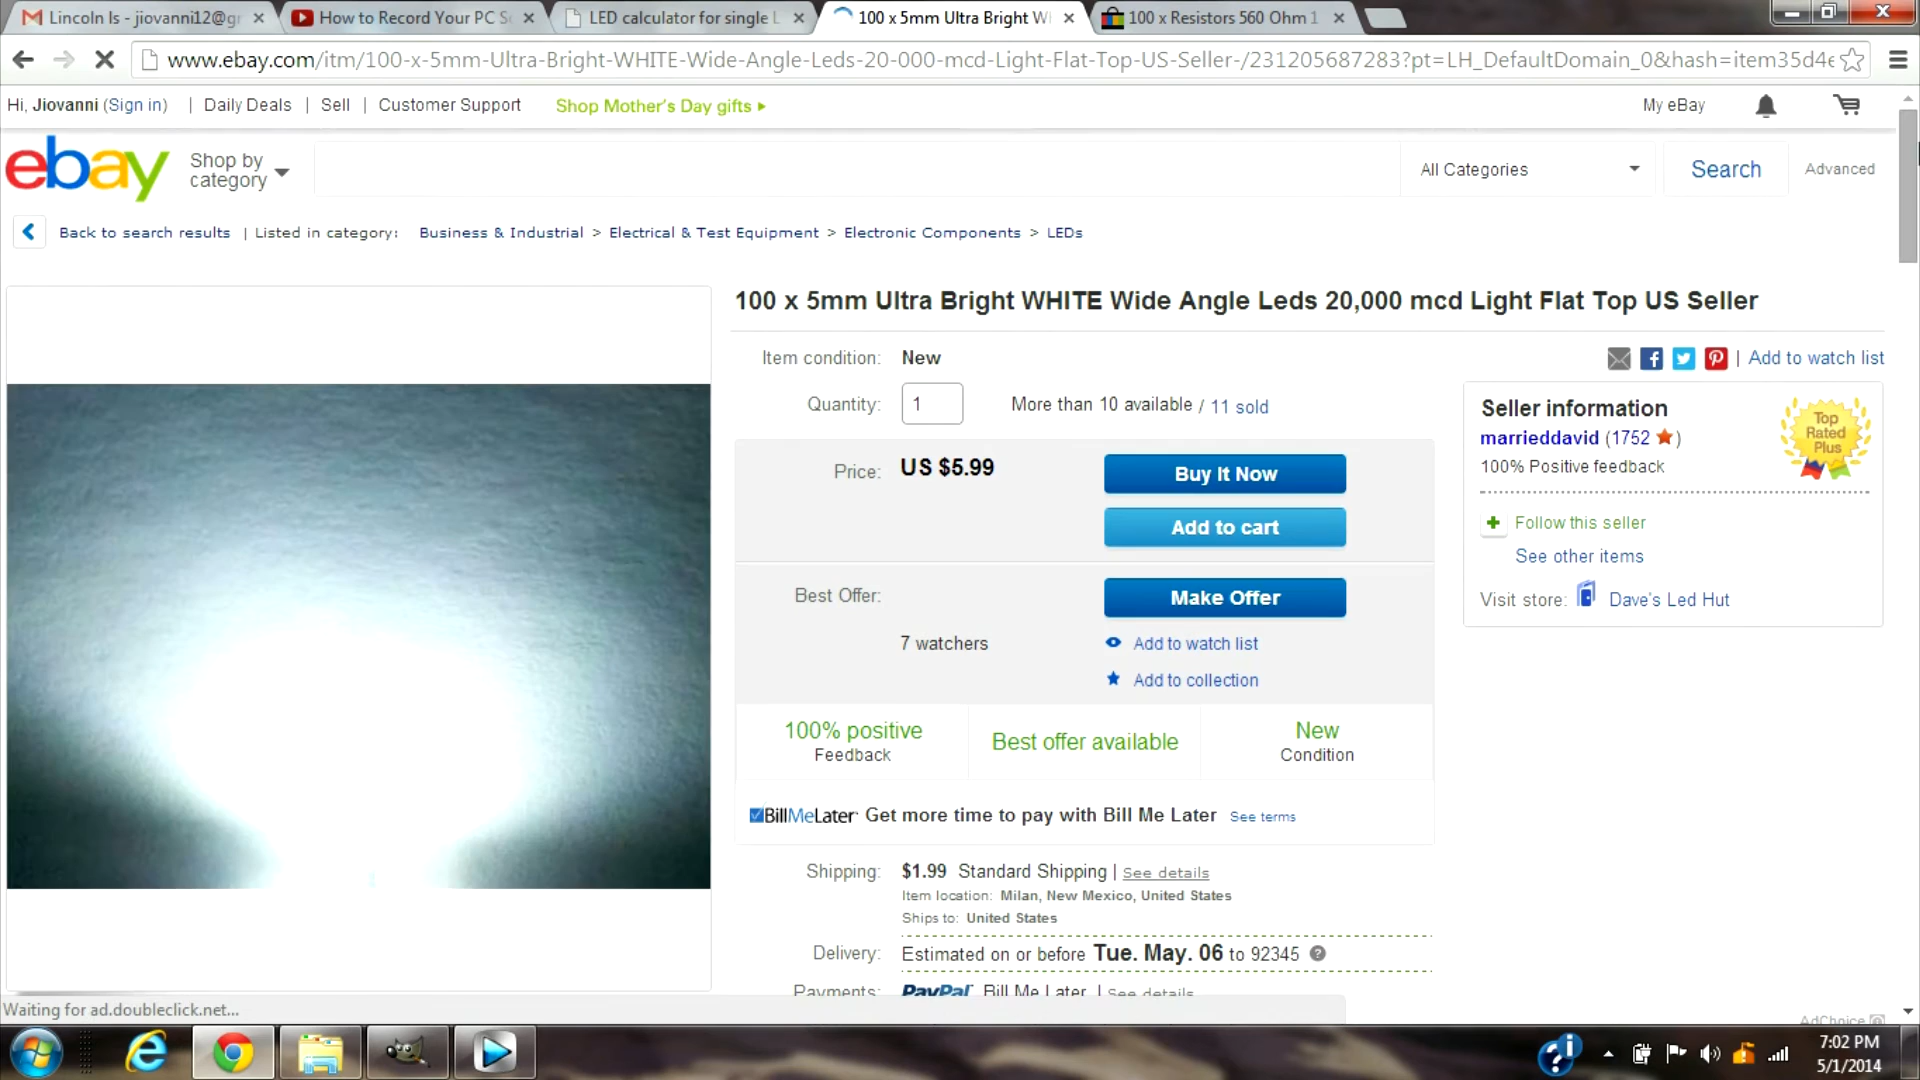 Lincoln ls - jiovanni12@g
How to Record Your PC S
LED calculator for single L
100 x 5mm Ultra Bright W
100 x Resistors 560 Ohm 1
www.ebay.com/itm/100-x-5mm-Ultra-Bright-WHITE-Wide-Angle-Leds-20-000-mcd-Light-Flat-Top-US-Seller-/231205687283?pt=LH_DefaultDomain_0&hash=item35d4e
Hi, Jiovanni (Sign in) | Daily Deals | Sell | Customer Support Shop Mother's Day gifts My eBay
ebay Shop by category All Categories Search Advanced
Back to search results | Listed in category: Business & Industrial > Electrical & Test Equipment > Electronic Components > LEDs
100 x 5mm Ultra Bright WHITE Wide Angle Leds 20,000 mcd Light Flat Top US Seller
Item condition: New
| Add to watch list
Quantity: 1 More than 10 available / 11 sold
Price: US $5.99
Buy It Now
Add to cart
Best Offer:
Make Offer
7 watchers
Add to watch list
Add to collection
Seller information
marrieddavid (1752)
100% Positive feedback
Top Rated Plus
Follow this seller
See other items
Visit store: Dave's Led Hut
100% positive Feedback
Best offer available
New Condition
BillMeLater Get more time to pay with Bill Me Later See terms
Shipping: $1.99 Standard Shipping | See details
Item location: Milan, New Mexico, United States
Ships to: United States
Delivery: Estimated on or before Tue. May. 06 to 92345
Payments: PayPal Bill Me Later | See details
AdChoice
Waiting for ad.doubleclick.net...
7:02 PM
5/1/2014